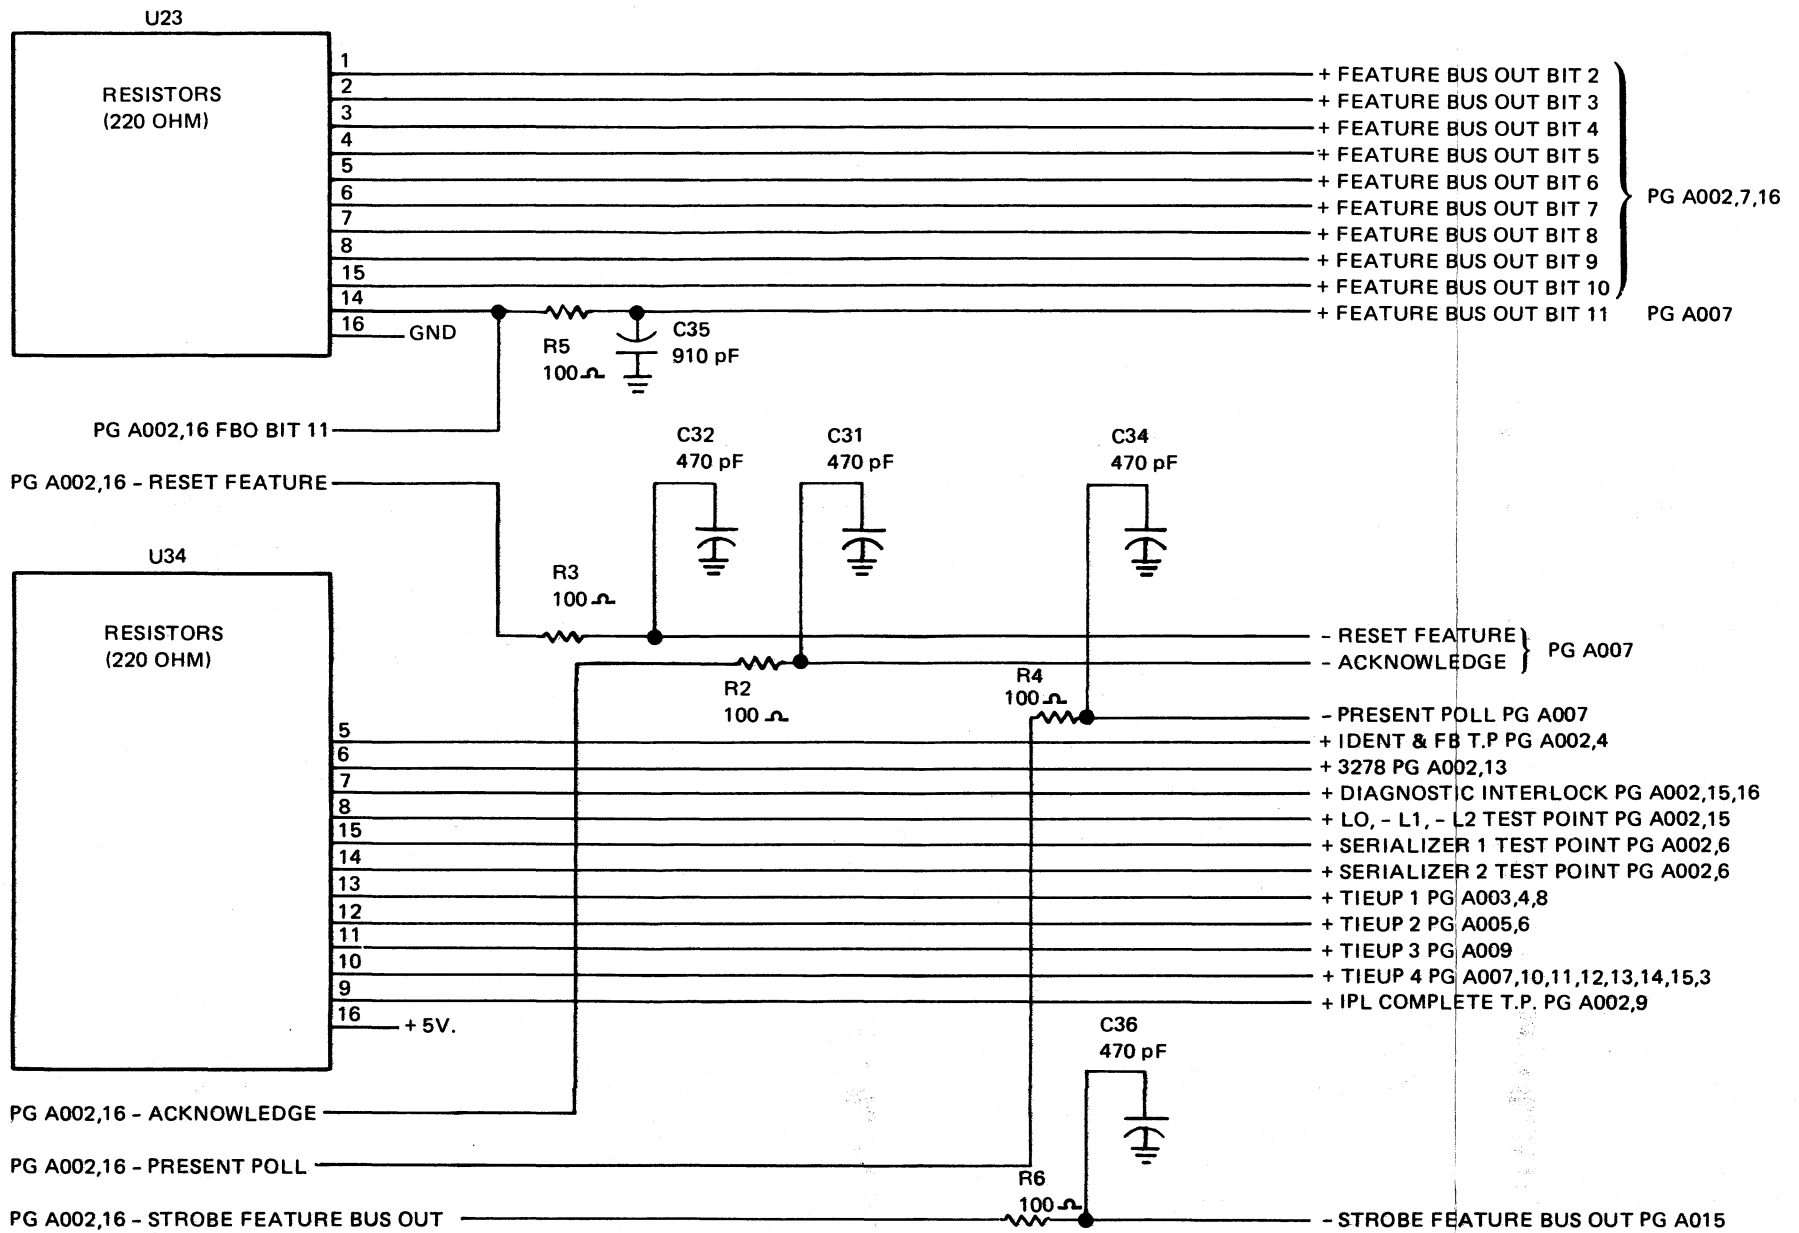 U23
RESISTORS
(220 OHM)
1
+ FEATURE BUS OUT BIT 2
2
+ FEATURE BUS OUT BIT 3
3
+ FEATURE BUS OUT BIT 4
4
+ FEATURE BUS OUT BIT 5
5
+ FEATURE BUS OUT BIT 6
6
+ FEATURE BUS OUT BIT 7
7
+ FEATURE BUS OUT BIT 8
8
+ FEATURE BUS OUT BIT 9
15
+ FEATURE BUS OUT BIT 10
PG A002,7,16
14
+ FEATURE BUS OUT BIT 11 PG A007
16
GND
R5
100 Ω
C35
910 pF
PG A002,16 FBO BIT 11
C32
470 pF
C31
470 pF
C34
470 pF
PG A002,16 - RESET FEATURE
R3
100 Ω
- RESET FEATURE
- ACKNOWLEDGE
PG A007
R2
100 Ω
R4
100 Ω
- PRESENT POLL PG A007
U34
RESISTORS
(220 OHM)
5
+ IDENT & FB T.P PG A002,4
6
+ 3278 PG A002,13
7
+ DIAGNOSTIC INTERLOCK PG A002,15,16
8
+ LO, - L1, - L2 TEST POINT PG A002,15
15
+ SERIALIZER 1 TEST POINT PG A002,6
14
+ SERIALIZER 2 TEST POINT PG A002,6
13
+ TIEUP 1 PG A003,4,8
12
+ TIEUP 2 PG A005,6
11
+ TIEUP 3 PG A009
10
+ TIEUP 4 PG A007,10,11,12,13,14,15,3
9
+ IPL COMPLETE T.P. PG A002,9
16
+ 5V.
C36
470 pF
PG A002,16 - ACKNOWLEDGE
PG A002,16 - PRESENT POLL
R6
100 Ω
PG A002,16 - STROBE FEATURE BUS OUT
- STROBE FEATURE BUS OUT PG A015